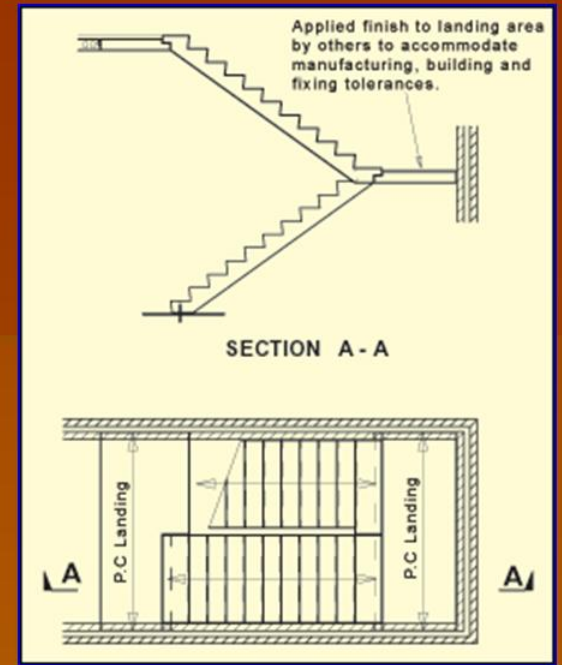 Applied finish to landing area
by others to accommodate
manufacturing, building and
fixing tolerances.
SECTION A - A
P.C Landing
P.C Landing
A
A